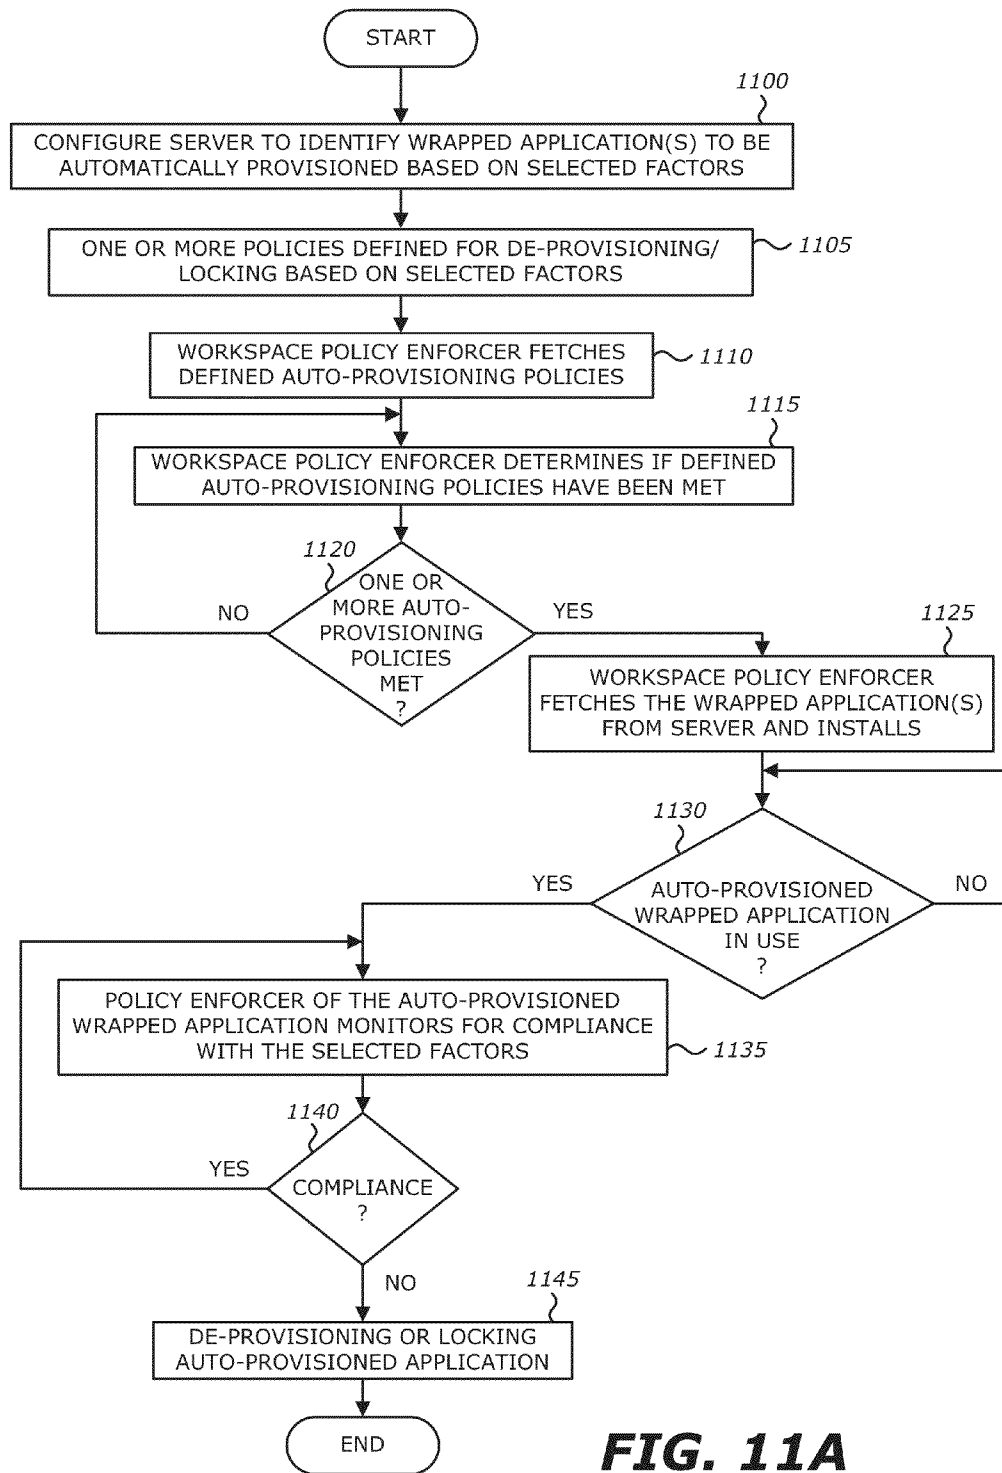 START
1100
CONFIGURE SERVER TO IDENTIFY WRAPPED APPLICATION(S) TO BE
AUTOMATICALLY PROVISIONED BASED ON SELECTED FACTORS
ONE OR MORE POLICIES DEFINED FOR DE-PROVISIONING/
LOCKING BASED ON SELECTED FACTORS
1105
WORKSPACE POLICY ENFORCER FETCHES
DEFINED AUTO-PROVISIONING POLICIES
1110
1115
WORKSPACE POLICY ENFORCER DETERMINES IF DEFINED
AUTO-PROVISIONING POLICIES HAVE BEEN MET
1120
ONE OR
MORE AUTO-
PROVISIONING
POLICIES
MET
?
NO
YES
1125
WORKSPACE POLICY ENFORCER
FETCHES THE WRAPPED APPLICATION(S)
FROM SERVER AND INSTALLS
1130
AUTO-PROVISIONED
WRAPPED APPLICATION
IN USE
?
YES
NO
POLICY ENFORCER OF THE AUTO-PROVISIONED
WRAPPED APPLICATION MONITORS FOR COMPLIANCE
WITH THE SELECTED FACTORS
1135
1140
YES
COMPLIANCE
?
NO
1145
DE-PROVISIONING OR LOCKING
AUTO-PROVISIONED APPLICATION
END
FIG. 11A